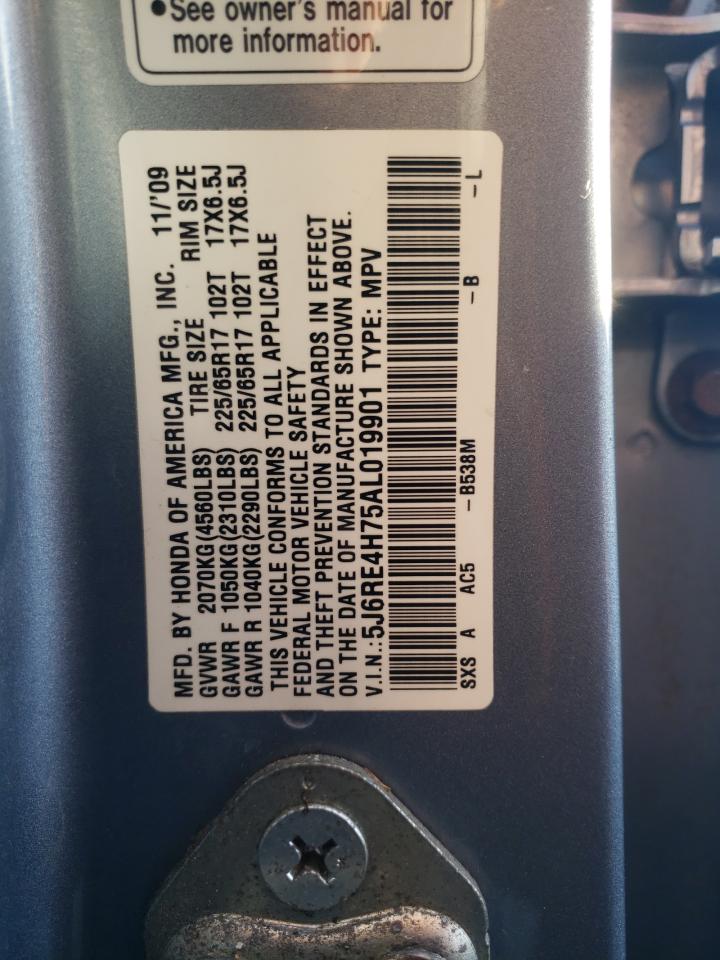 •See owner's manual for
more information.
MFD. BY HONDA OF AMERICA MFG., INC. 11/'09
GVWR 2070KG(4560LBS) TIRE SIZE RIM SIZE
GAWR F 1050KG(2310LBS) 225/65R17 102T 17X6.5J
GAWR R 1040KG(2290LBS) 225/65R17 102T 17X6.5J
THIS VEHICLE CONFORMS TO ALL APPLICABLE
FEDERAL MOTOR VEHICLE SAFETY
AND THEFT PREVENTION STANDARDS IN EFFECT
ON THE DATE OF MANUFACTURE SHOWN ABOVE.
V.I.N.:5J6RE4H75AL019901 TYPE: MPV
SXS A AC5 -B538M -B -L